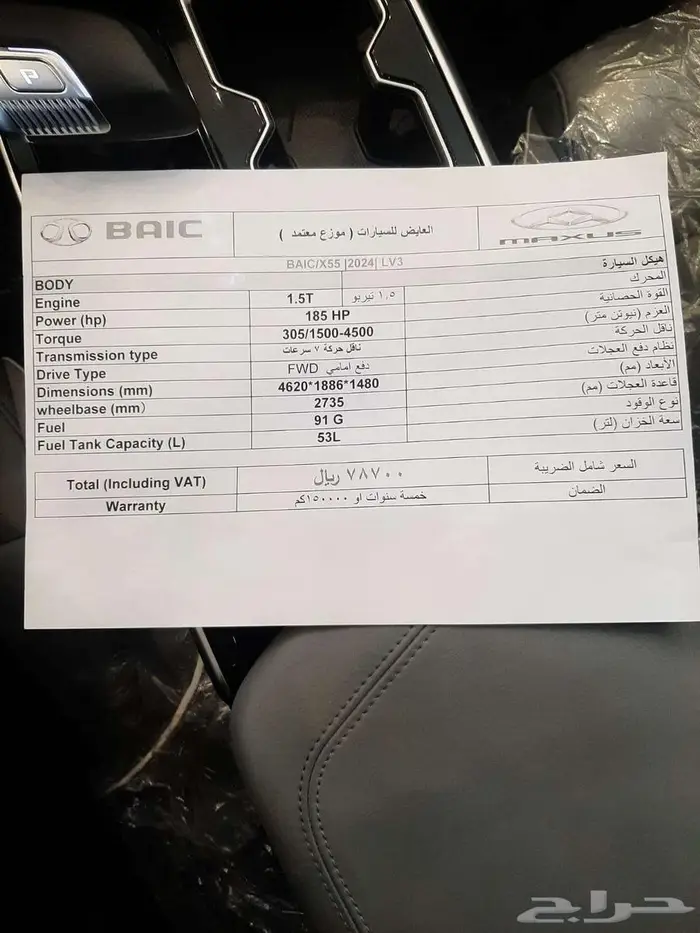 P
BAIC العايض للسيارات ( موزع معتمد ) MAXUS
BAIC/X55 |2024| LV3
BODY هيكل السيارة
Engine 1.5T ١,٥ تيربو المحرك
Power (hp) 185 HP القوة الحصانية
Torque 305/1500-4500 العزم (نيوتن متر)
Transmission type ناقل حركة ٧ سرعات ناقل الحركة
Drive Type FWD دفع امامي نظام دفع العجلات
Dimensions (mm) 4620*1886*1480 الأبعاد (مم)
wheelbase (mm) 2735 قاعدة العجلات (مم)
Fuel 91 G نوع الوقود
Fuel Tank Capacity (L) 53L سعة الخزان (لتر)
Total (Including VAT) ٧٨٧٠٠ ريال السعر شامل الضريبة
Warranty خمسة سنوات او ١٥٠٠٠٠كم الضمان
حراج